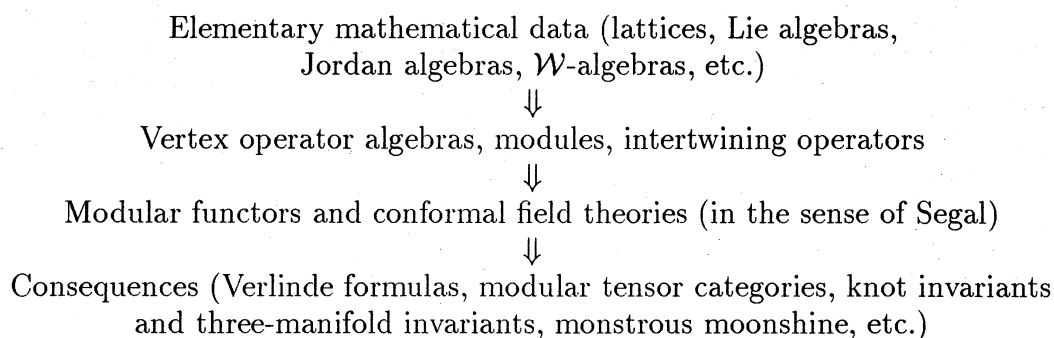 Elementary mathematical data (lattices, Lie algebras,
Jordan algebras, 𝒲-algebras, etc.)
⇓
Vertex operator algebras, modules, intertwining operators
⇓
Modular functors and conformal field theories (in the sense of Segal)
⇓
Consequences (Verlinde formulas, modular tensor categories, knot invariants
and three-manifold invariants, monstrous moonshine, etc.)